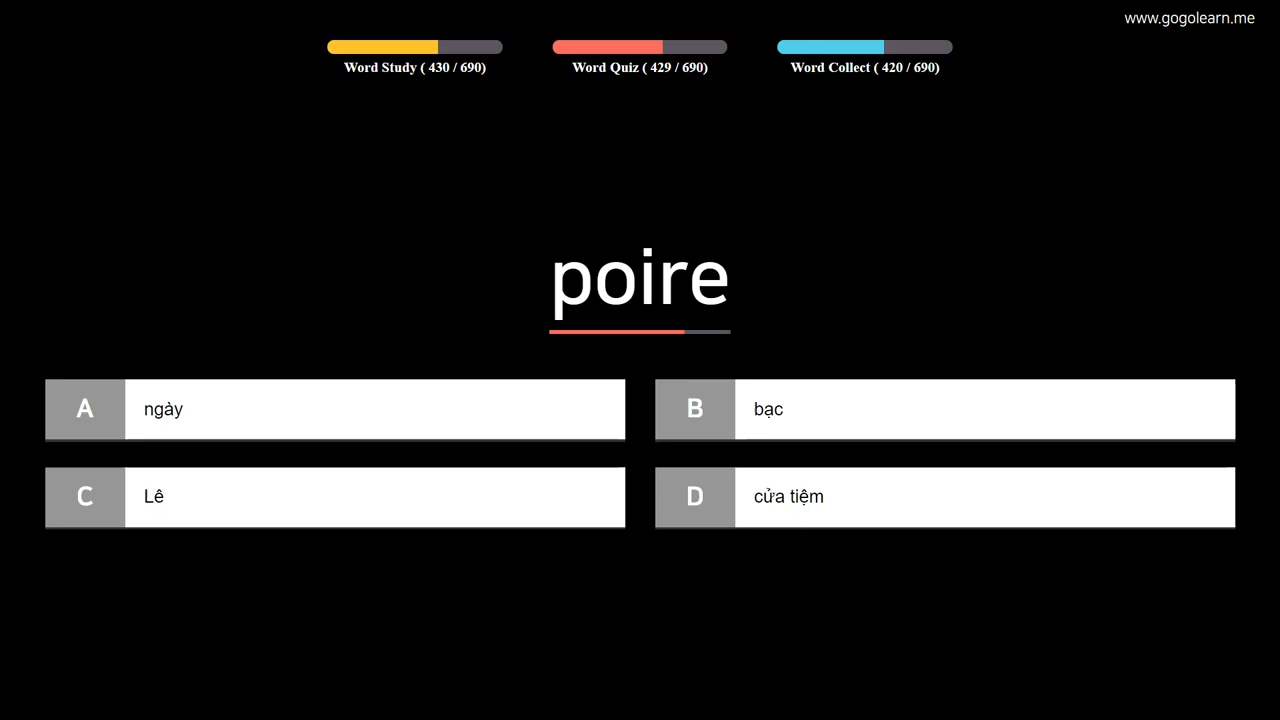 www.gogolearn.me
Word Study ( 430 / 690)
Word Quiz ( 429 / 690)
Word Collect ( 420 / 690)
poire
A ngày
B bạc
C Lê
D cửa tiệm